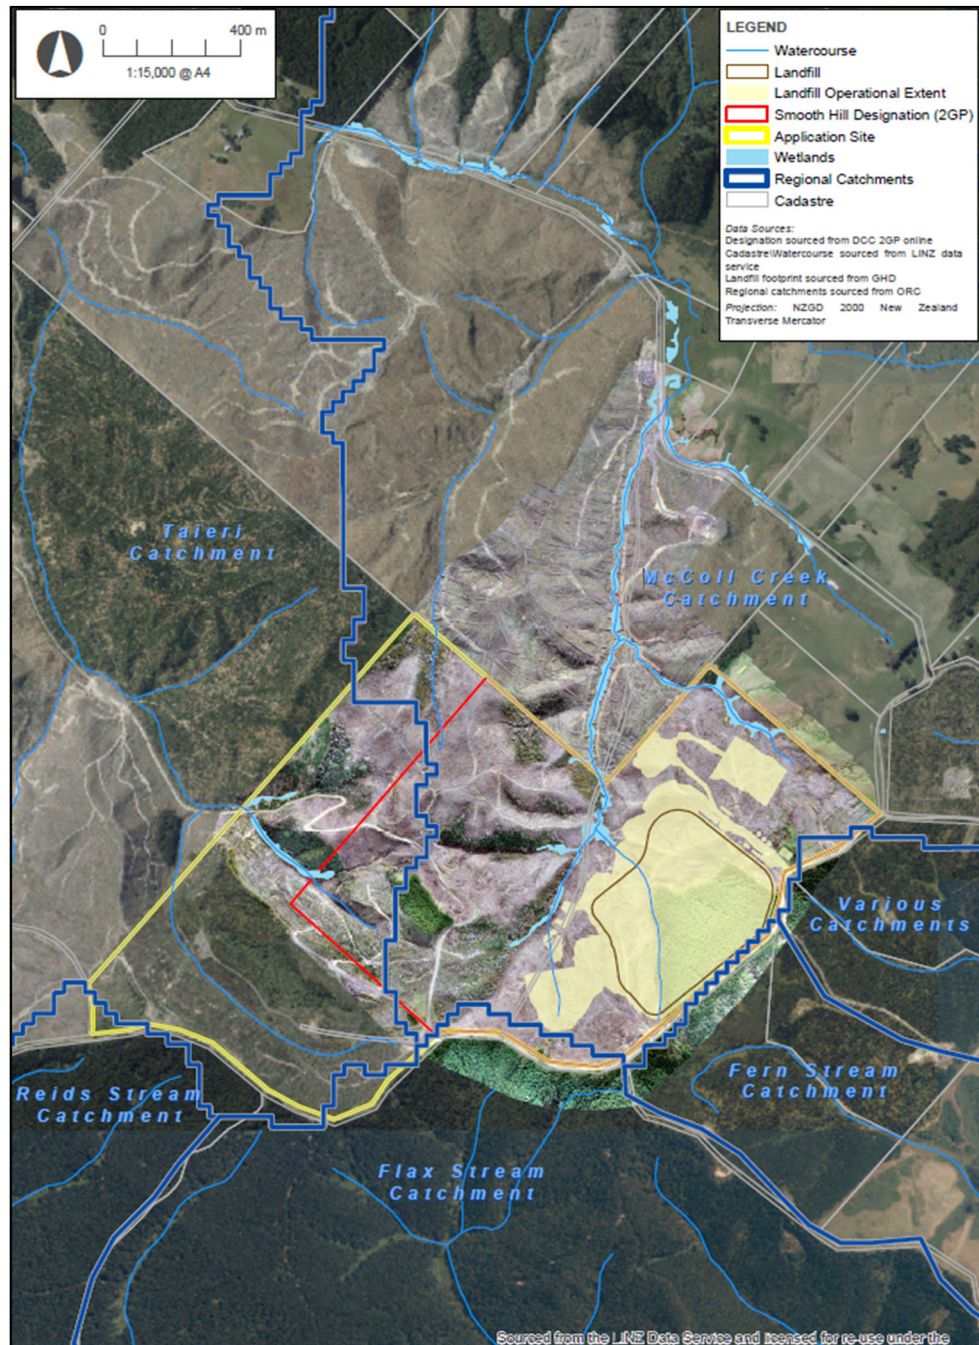 0 400 m
1:15,000 @ A4
LEGEND
Watercourse
Landfill
Landfill Operational Extent
Smooth Hill Designation (2GP)
Application Site
Wetlands
Regional Catchments
Cadastre
Data Sources:
Designation sourced from DCC 2GP online
Cadastre\Watercourse sourced from LINZ data
service
Landfill footprint sourced from GHD
Regional catchments sourced from ORC
Projection: NZGD 2000 New Zealand
Transverse Mercator
Taieri
Catchment
McColl Creek
Catchment
Various
Catchments
Reids Stream
Catchment
Fern Stream
Catchment
Flax Stream
Catchment
Sourced from the LINZ Data Service and licensed for re-use under the